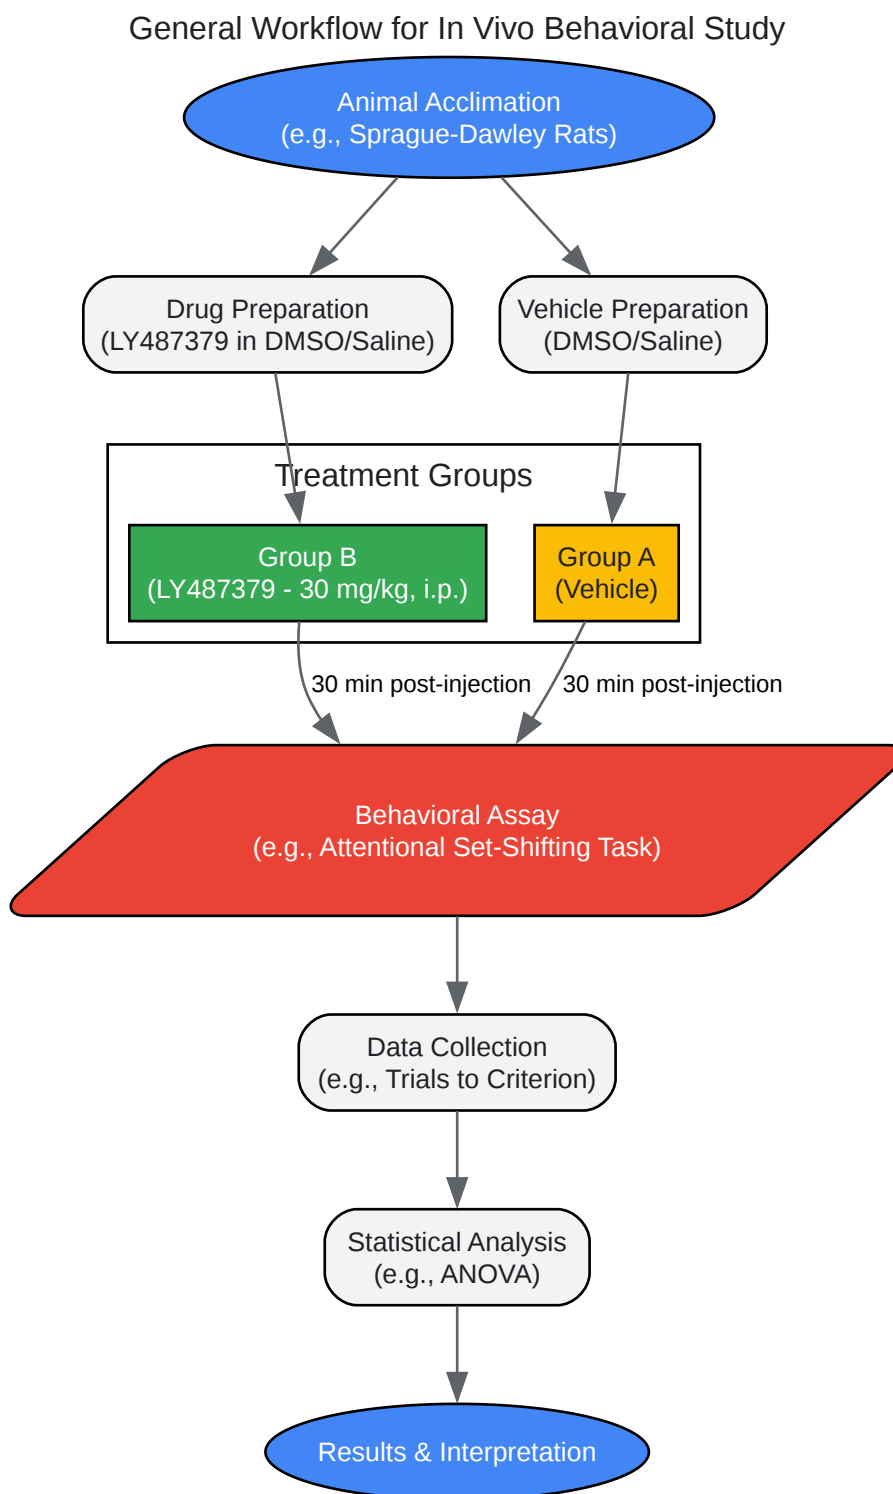 General Workflow for In Vivo Behavioral Study
Animal Acclimation
(e.g., Sprague-Dawley Rats)
Drug Preparation
(LY487379 in DMSO/Saline)
Vehicle Preparation
(DMSO/Saline)
Treatment Groups
Group B
(LY487379 - 30 mg/kg, i.p.)
Group A
(Vehicle)
30 min post-injection
30 min post-injection
Behavioral Assay
(e.g., Attentional Set-Shifting Task)
Data Collection
(e.g., Trials to Criterion)
Statistical Analysis
(e.g., ANOVA)
Results & Interpretation